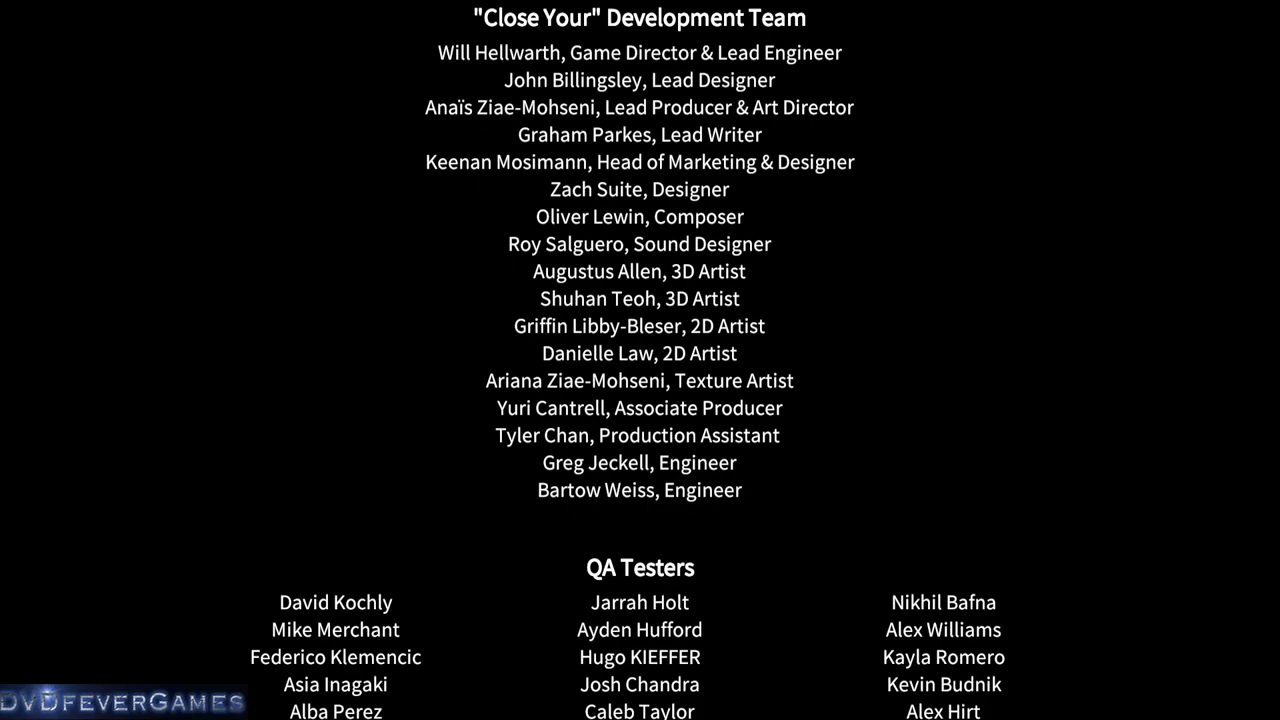 "Close Your" Development Team
Will Hellwarth, Game Director & Lead Engineer
John Billingsley, Lead Designer
Anaïs Ziae-Mohseni, Lead Producer & Art Director
Graham Parkes, Lead Writer
Keenan Mosimann, Head of Marketing & Designer
Zach Suite, Designer
Oliver Lewin, Composer
Roy Salguero, Sound Designer
Augustus Allen, 3D Artist
Shuhan Teoh, 3D Artist
Griffin Libby-Bleser, 2D Artist
Danielle Law, 2D Artist
Ariana Ziae-Mohseni, Texture Artist
Yuri Cantrell, Associate Producer
Tyler Chan, Production Assistant
Greg Jeckell, Engineer
Bartow Weiss, Engineer
QA Testers
David Kochly Jarrah Holt Nikhil Bafna
Mike Merchant Ayden Hufford Alex Williams
Federico Klemencic Hugo KIEFFER Kayla Romero
Asia Inagaki Josh Chandra Kevin Budnik
Alba Perez Caleb Taylor Alex Hirt
DVDfeverGames